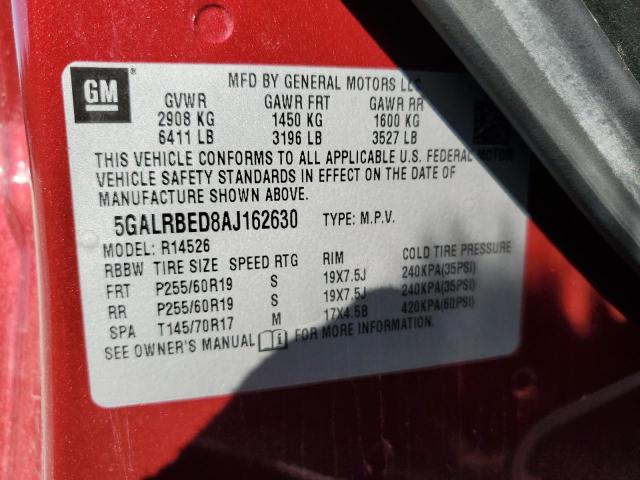 GM
MFD BY GENERAL MOTORS LLC
GVWR GAWR FRT GAWR RR
2908 KG 1450 KG 1600 KG
6411 LB 3196 LB 3527 LB
THIS VEHICLE CONFORMS TO ALL APPLICABLE U.S. FEDERAL MOTOR
VEHICLE SAFETY STANDARDS IN EFFECT ON THE DATE OF
MANUFACTURE SHOWN ABOVE.
5GALRBED8AJ162630 TYPE: M.P.V.
MODEL: R14526
RBBW TIRE SIZE SPEED RTG RIM COLD TIRE PRESSURE
FRT P255/60R19 S 19X7.5J 240KPA(35PSI)
RR P255/60R19 S 19X7.5J 240KPA(35PSI)
SPA T145/70R17 M 17X4.5B 420KPA(60PSI)
SEE OWNER'S MANUAL FOR MORE INFORMATION.